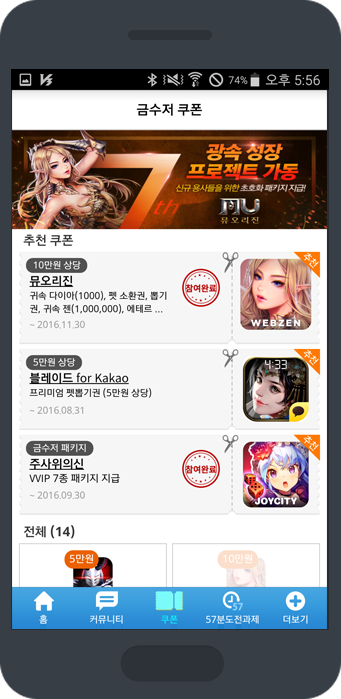 74% 오후 5:56
금수저 쿠폰
7th
광속 성장
프로젝트 가동
신규 용사들을 위한 초호화 패키지 지급!
MU
뮤오리진
추천 쿠폰
10만원 상당
뮤오리진
귀속 다이아(1000), 펫 소환권, 뽑기
권, 귀속 젠(1,000,000), 에테르 ...
~ 2016.11.30
참여완료
추천
WEBZEN
5만원 상당
블레이드 for Kakao
프리미엄 펫뽑기권 (5만원 상당)
~ 2016.08.31
추천
4:33
금수저 패키지
주사위의신
VVIP 7종 패키지 지급
~ 2016.09.30
참여완료
추천
JOYCITY
전체 (14)
5만원
10만원
홈
커뮤니티
쿠폰
57
57분도전과제
더보기